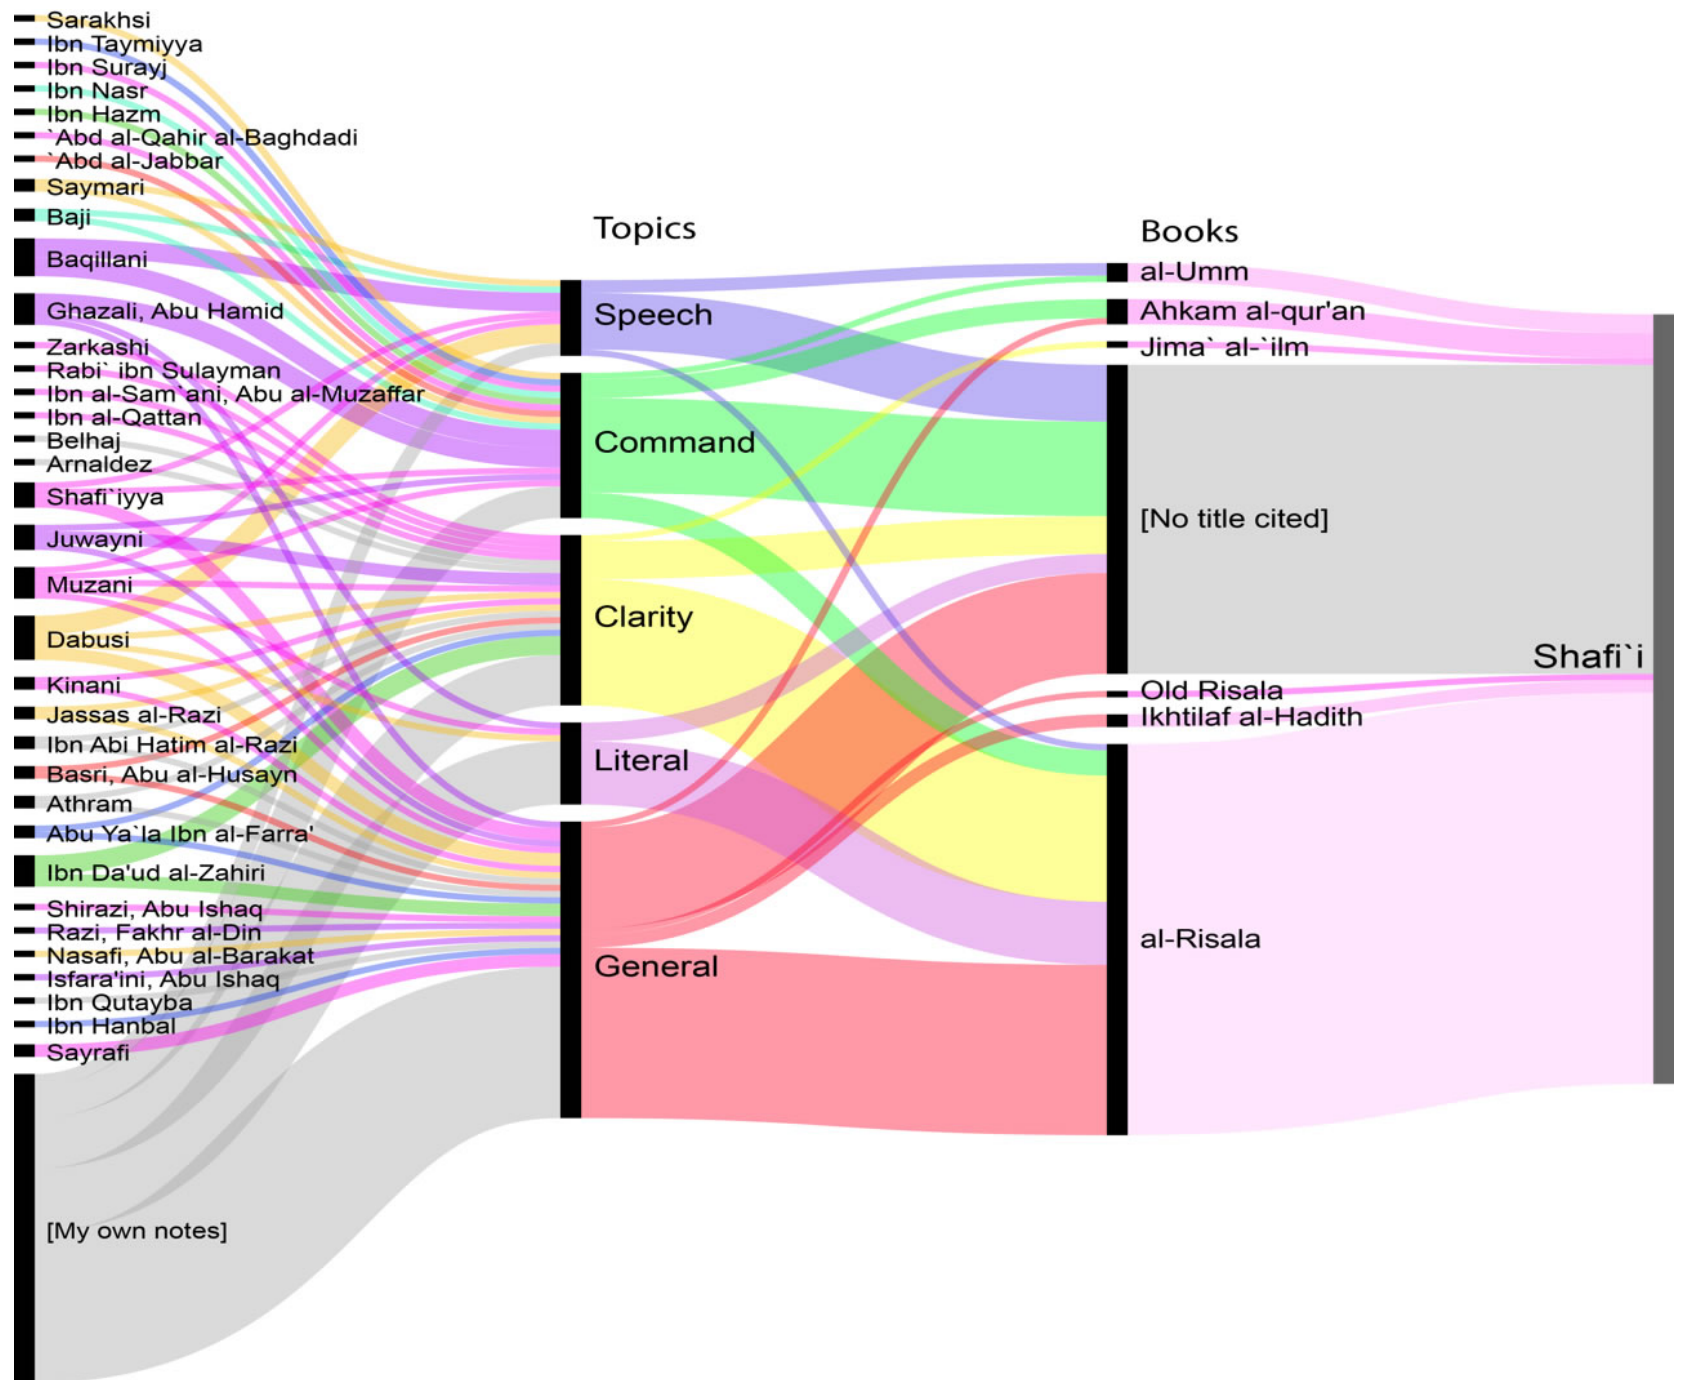 Sarakhsi
Ibn Taymiyya
Ibn Surayj
Ibn Nasr
Ibn Hazm
`Abd al-Qahir al-Baghdadi
`Abd al-Jabbar
Saymari
Baji
Baqillani
Ghazali, Abu Hamid
Zarkashi
Rabi` ibn Sulayman
Ibn al-Sam`ani, Abu al-Muzaffar
Ibn al-Qattan
Belhaj
Arnaldez
Shafi`iyya
Juwayni
Muzani
Dabusi
Kinani
Jassas al-Razi
Ibn Abi Hatim al-Razi
Basri, Abu al-Husayn
Athram
Abu Ya`la Ibn al-Farra'
Ibn Da'ud al-Zahiri
Shirazi, Abu Ishaq
Razi, Fakhr al-Din
Nasafi, Abu al-Barakat
Isfara'ini, Abu Ishaq
Ibn Qutayba
Ibn Hanbal
Sayrafi
[My own notes]
Topics
Speech
Command
Clarity
Literal
General
Books
al-Umm
Ahkam al-qur'an
Jima` al-`ilm
[No title cited]
Old Risala
Ikhtilaf al-Hadith
al-Risala
Shafi`i